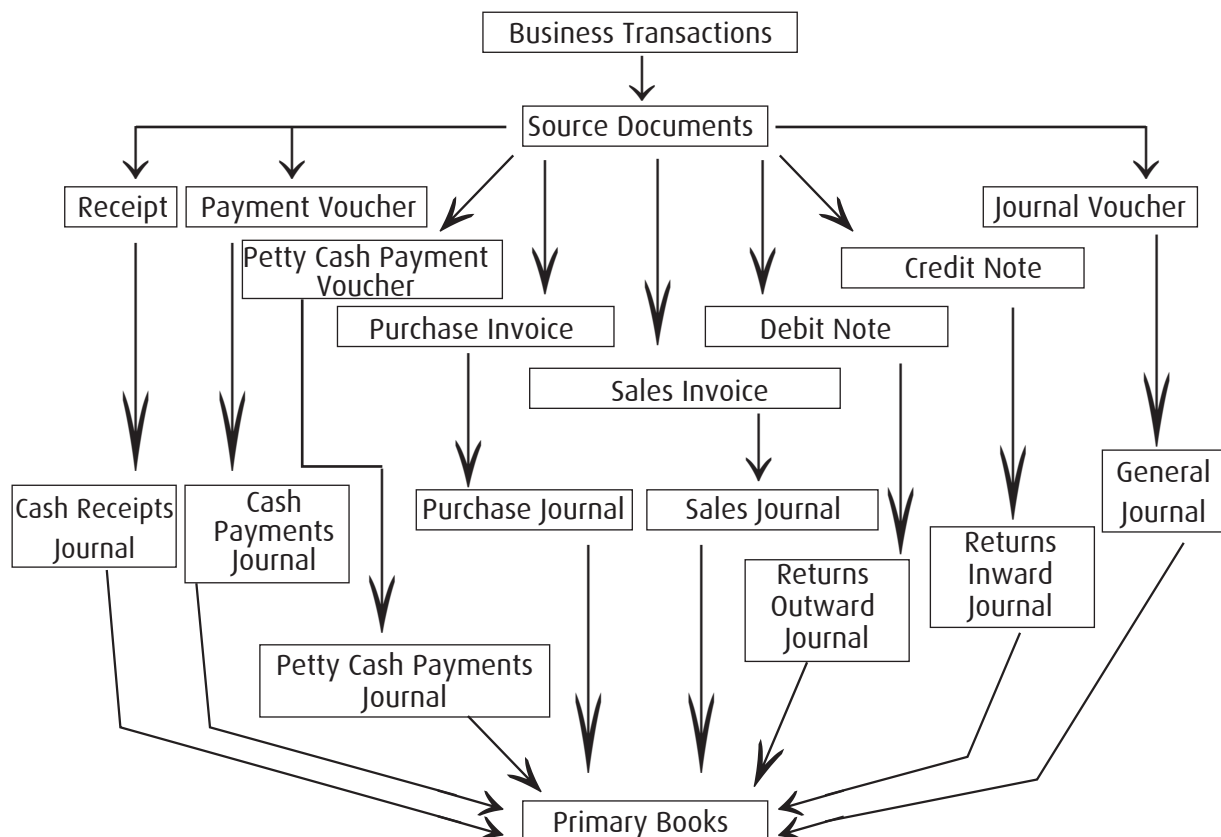 Business Transactions
Source Documents
Receipt
Payment Voucher
Journal Voucher
Petty Cash Payment
Voucher
Credit Note
Purchase Invoice
Debit Note
Sales Invoice
Cash Receipts
Journal
Cash
Payments
Journal
Purchase Journal
Sales Journal
General
Journal
Returns
Inward
Journal
Returns
Outward
Journal
Petty Cash Payments
Journal
Primary Books